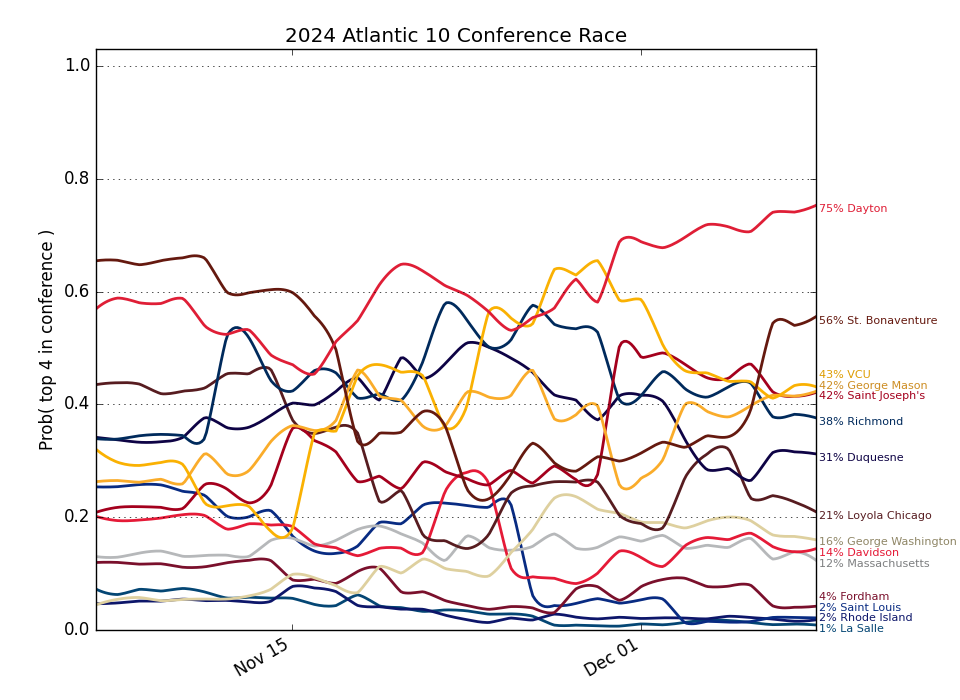 2024 Atlantic 10 Conference Race
Prob( top 4 in conference )
1.0
0.8
0.6
0.4
0.2
0.0
Nov 15
Dec 01
75% Dayton
56% St. Bonaventure
43% VCU
42% George Mason
42% Saint Joseph's
38% Richmond
31% Duquesne
21% Loyola Chicago
16% George Washington
14% Davidson
12% Massachusetts
4% Fordham
2% Saint Louis
2% Rhode Island
1% La Salle